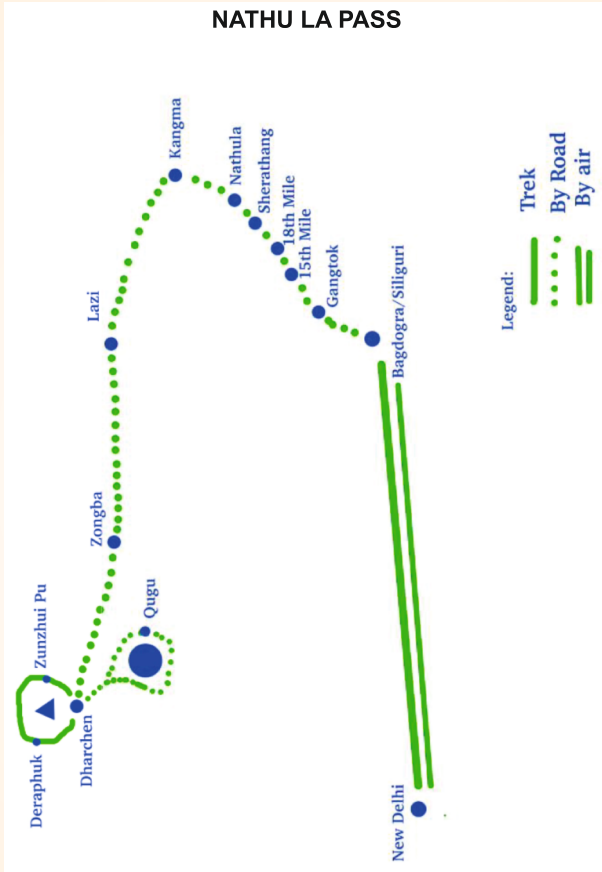 NATHU LA PASS
Kangma
Nathula
Sherathang
18th Mile
15th Mile
Gangtok
Bagdogra/Siliguri
Lazi
Zongba
Qugu
Zunzhui Pu
Dharchen
Deraphuk
New Delhi
Legend:
Trek
By Road
By air